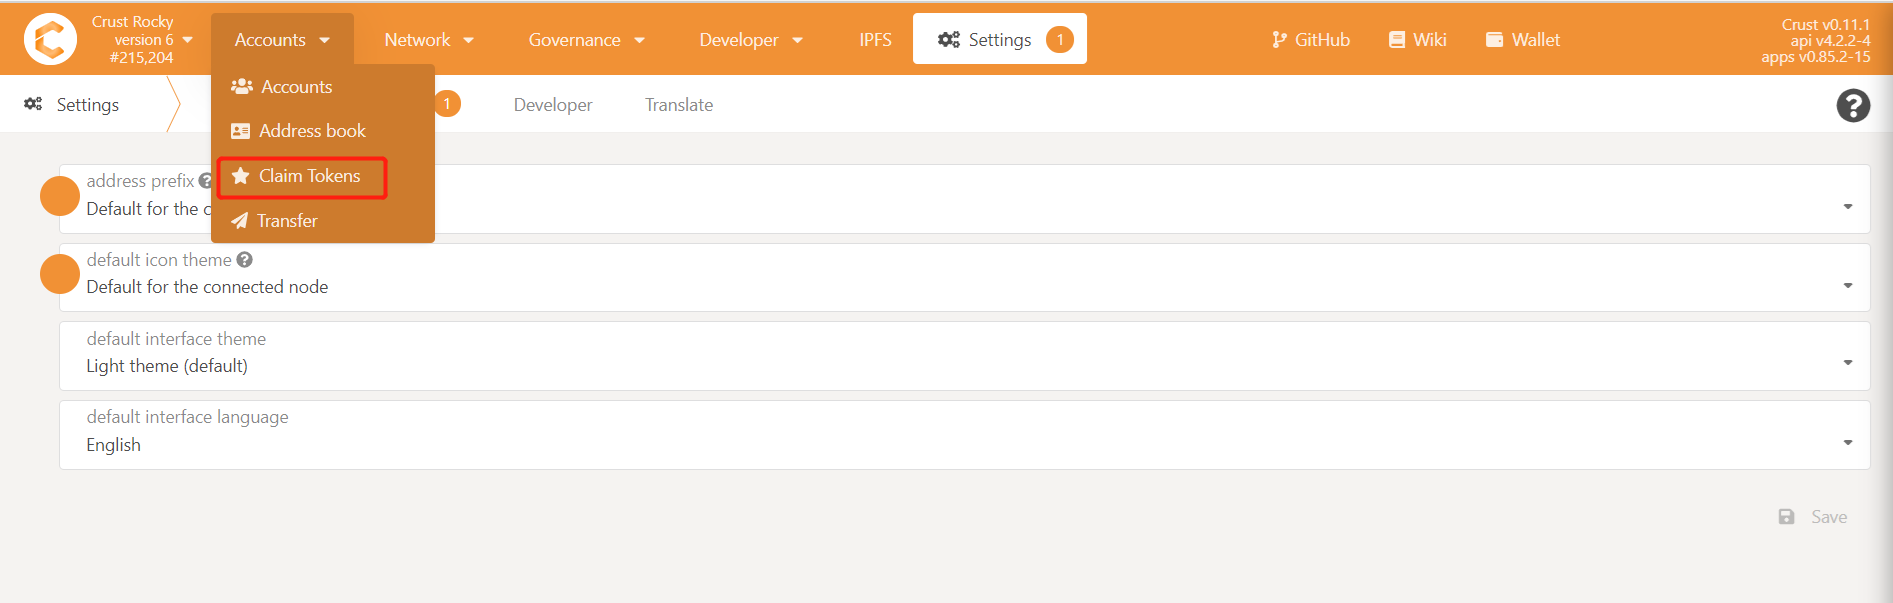 Crust Rocky
version 6
#215,204
Accounts
Network
Governance
Developer
IPFS
Settings
1
GitHub
Wiki
Wallet
Crust v0.11.1
api v4.2.2-4
apps v0.85.2-15
Settings
1
Developer
Translate
Accounts
Address book
Claim Tokens
Transfer
address prefix
Default for the c
default icon theme
Default for the connected node
default interface theme
Light theme (default)
default interface language
English
Save